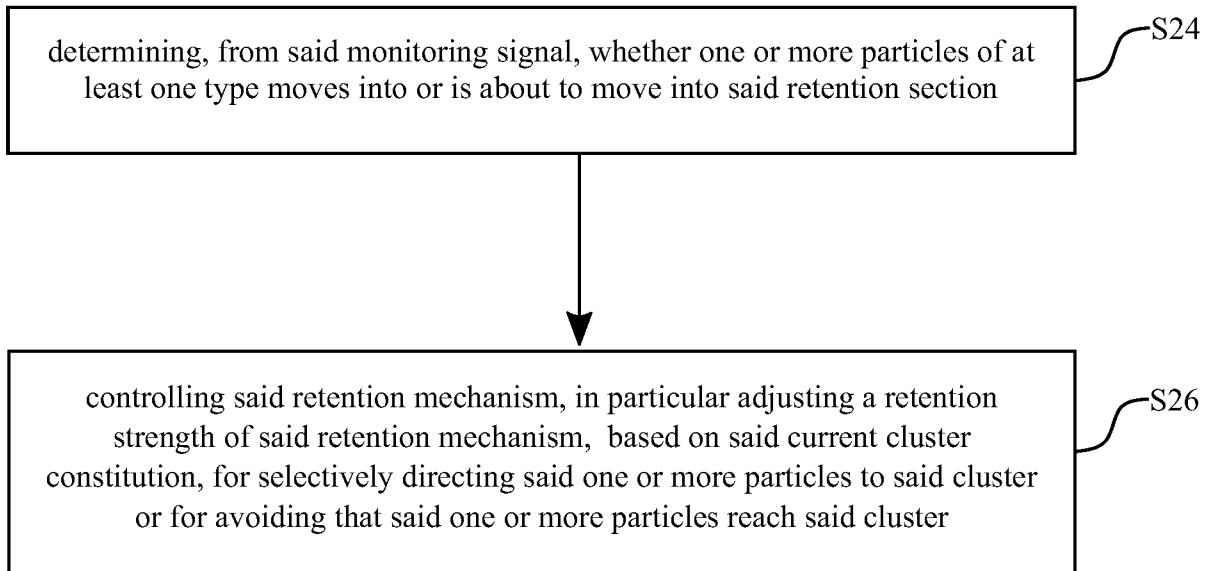 determining, from said monitoring signal, whether one or more particles of at
least one type moves into or is about to move into said retention section
S24
controlling said retention mechanism, in particular adjusting a retention
strength of said retention mechanism,  based on said current cluster
constitution, for selectively directing said one or more particles to said cluster
or for avoiding that said one or more particles reach said cluster
S26